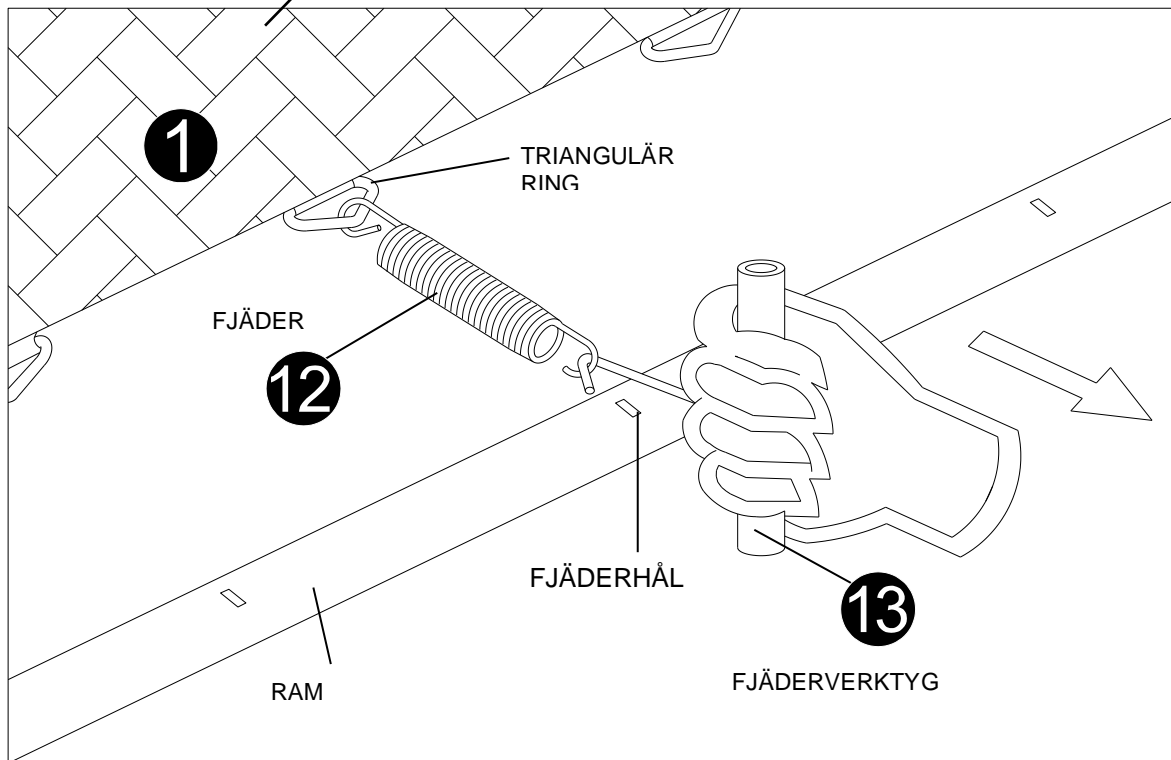 1
TRIANGULÄR
RING
FJÄDER
12
FJÄDERHÅL
13
RAM
FJÄDERVERKTYG